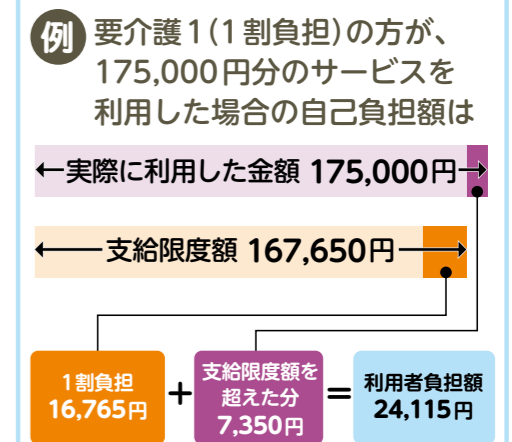 例 要介護1(1割負担)の方が、
175,000円分のサービスを
利用した場合の自己負担額は
実際に利用した金額 175,000円
支給限度額 167,650円
1割負担
16,765円
+
支給限度額を
超えた分
7,350円
=
利用者負担額
24,115円